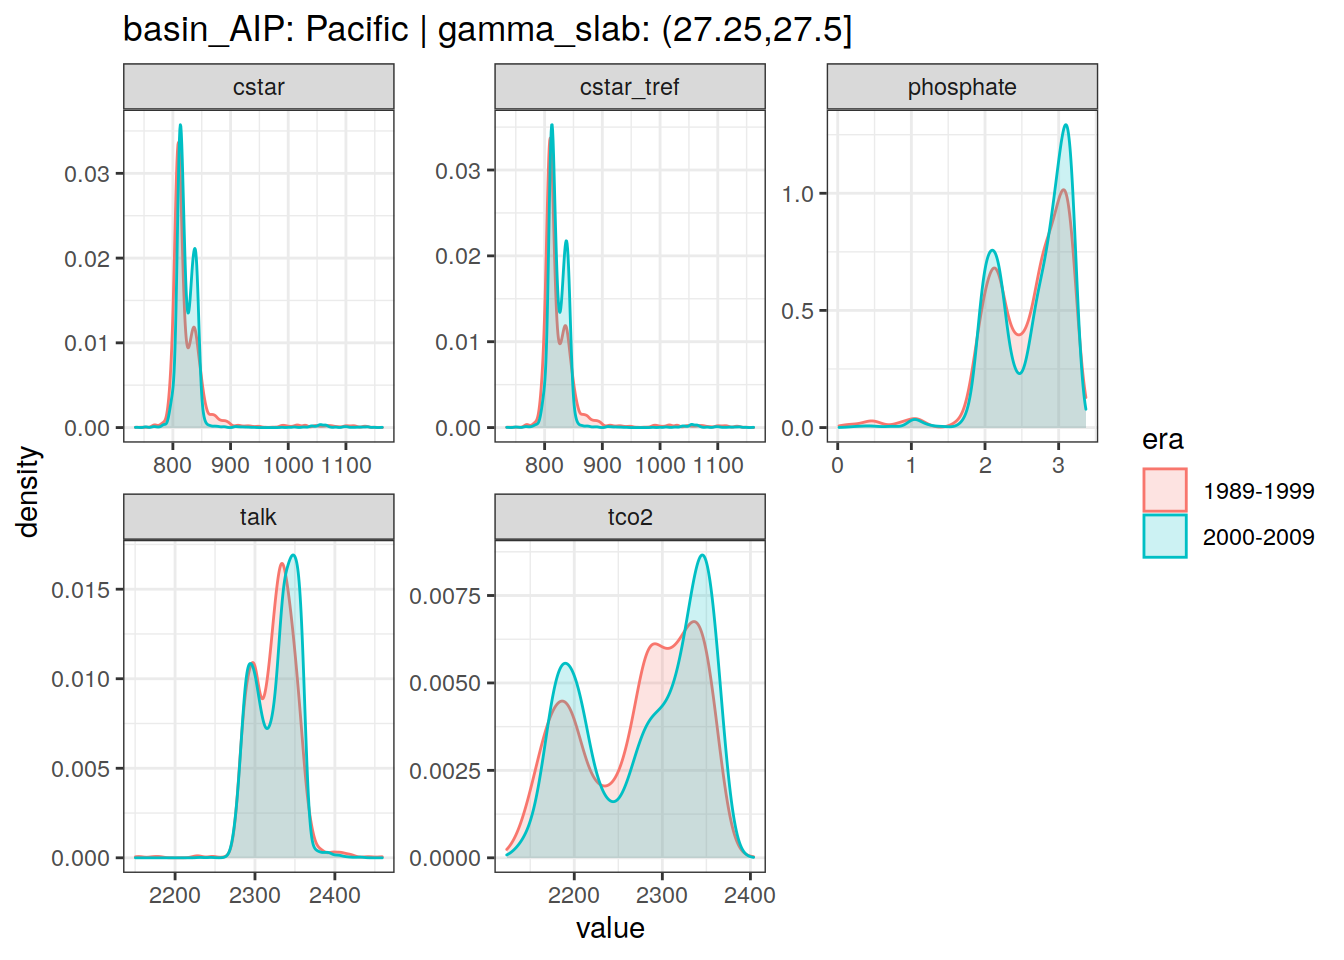 basin_AIP: Pacific | gamma_slab: (27.25,27.5]
cstar
cstar_tref
phosphate
0.03
0.02
0.01
0.00
800 900 1000 1100
0.03
0.02
0.01
0.00
800 900 1000 1100
1.0
0.5
0.0
0 1 2 3
density
talk
tco2
0.015
0.010
0.005
0.000
2200 2300 2400
0.0075
0.0050
0.0025
0.0000
2200 2300 2400
value
era
1989-1999
2000-2009